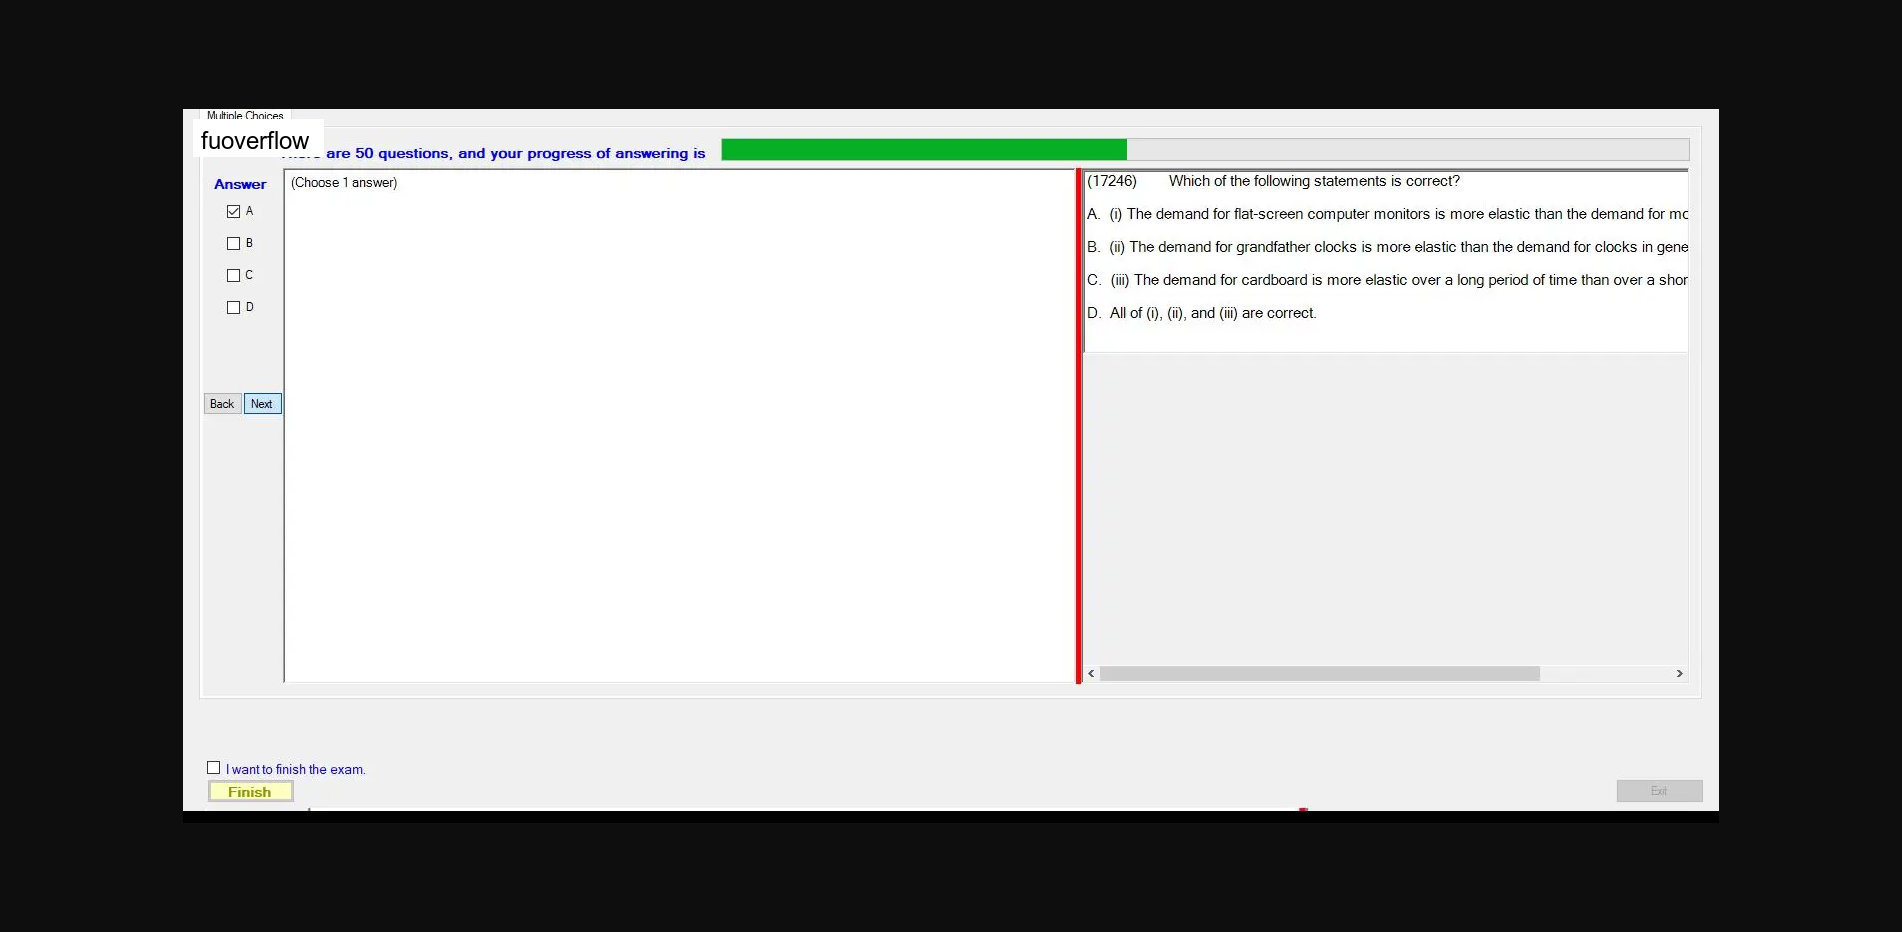 Multiple Choices
fuoverflow
are 50 questions, and your progress of answering is
Answer
(Choose 1 answer)
A
B
C
D
Back Next
(17246) Which of the following statements is correct?
A. (i) The demand for flat-screen computer monitors is more elastic than the demand for mo
B. (ii) The demand for grandfather clocks is more elastic than the demand for clocks in gene
C. (iii) The demand for cardboard is more elastic over a long period of time than over a shor
D. All of (i), (ii), and (iii) are correct.
I want to finish the exam.
Finish
Exit